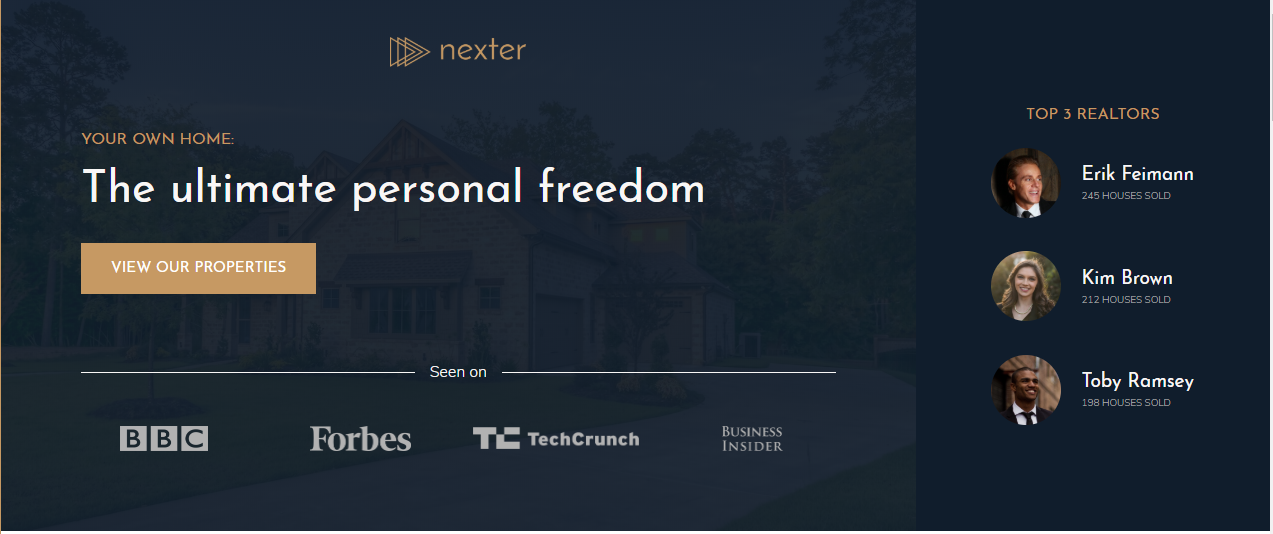 nexter
YOUR OWN HOME:
The ultimate personal freedom
VIEW OUR PROPERTIES
Seen on
BBC
Forbes
TC TechCrunch
BUSINESS
INSIDER
TOP 3 REALTORS
Erik Feimann
245 HOUSES SOLD
Kim Brown
212 HOUSES SOLD
Toby Ramsey
198 HOUSES SOLD